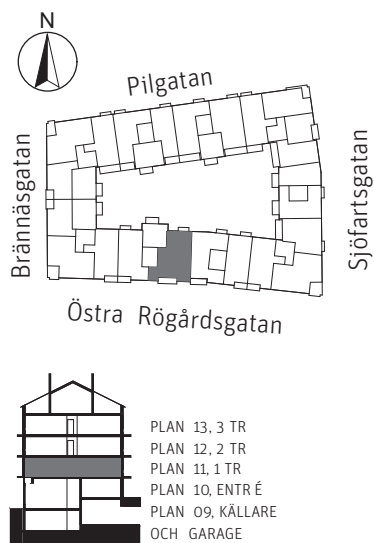 N
Pilgatan
Brännäsgatan
Sjöfartsgatan
Östra Rögårdsgatan
PLAN 13, 3 TR
PLAN 12, 2 TR
PLAN 11, 1 TR
PLAN 10, ENTR É
PLAN 09, KÄLLARE
OCH GARAGE